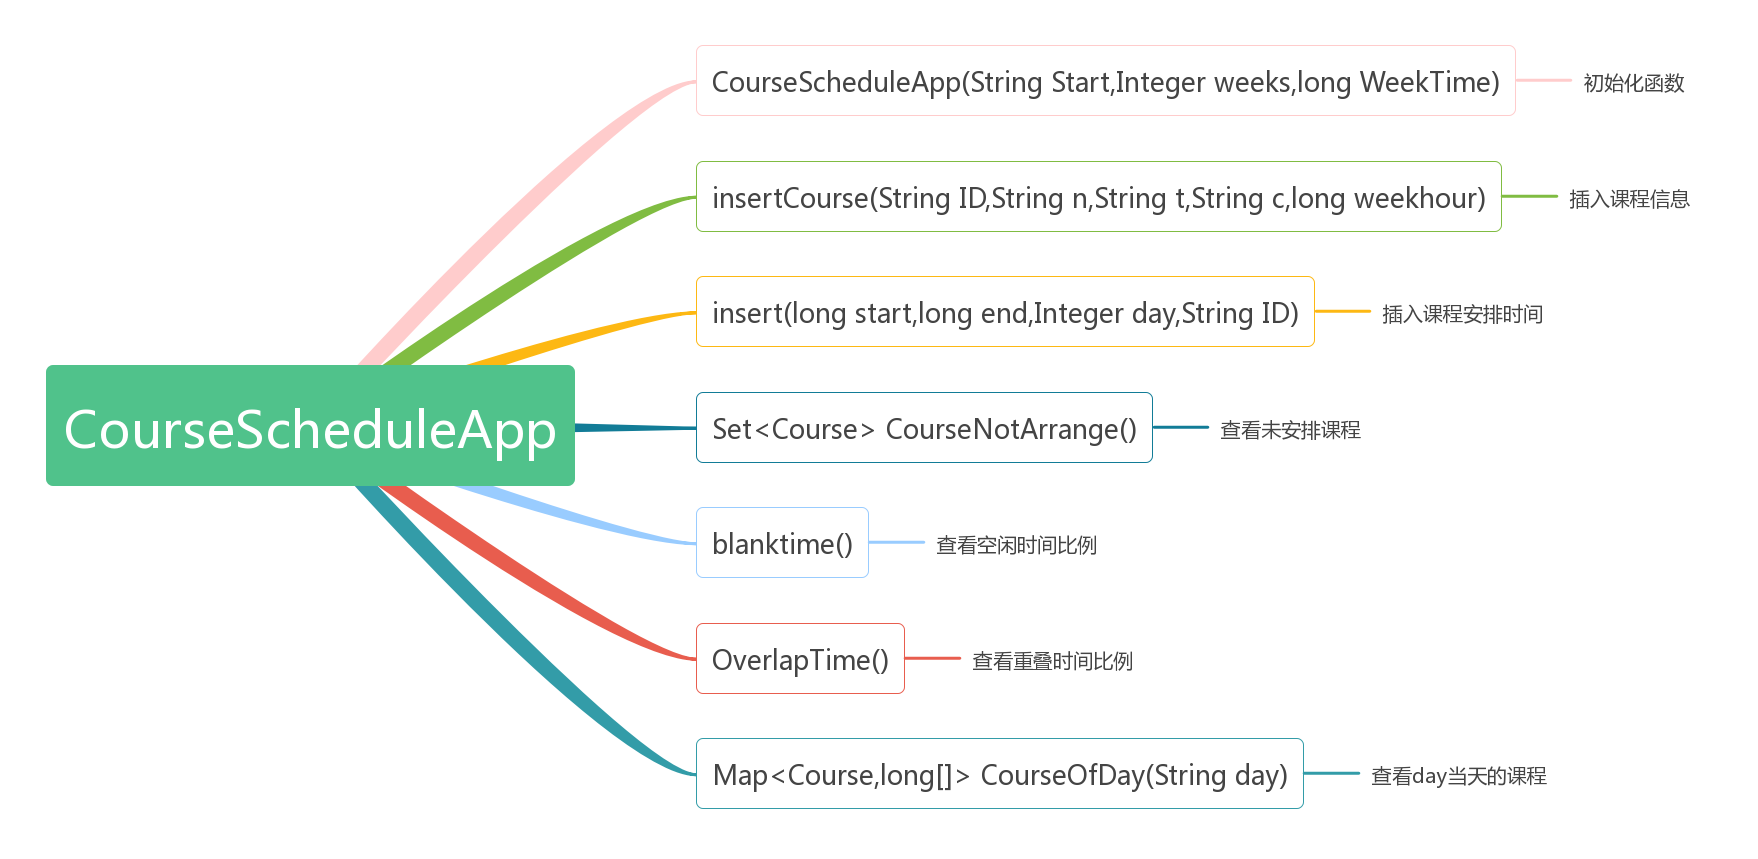 CourseScheduleApp
CourseScheduleApp(String Start,Integer weeks,long WeekTime)
初始化函数
insertCourse(String ID,String n,String t,String c,long weekhour)
插入课程信息
insert(long start,long end,Integer day,String ID)
插入课程安排时间
Set<Course> CourseNotArrange()
查看未安排课程
blanktime()
查看空闲时间比例
OverlapTime()
查看重叠时间比例
Map<Course,long[]> CourseOfDay(String day)
查看day当天的课程